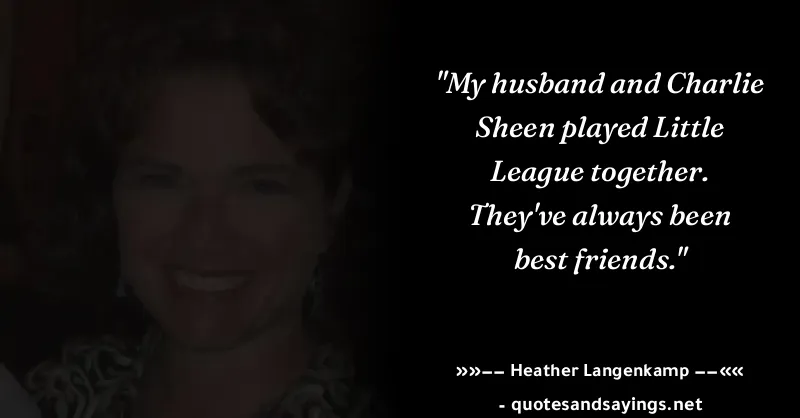 "My husband and Charlie
Sheen played Little
League together.
They've always been
best friends."
»»−− Heather Langenkamp −−««
- quotesandsayings.net